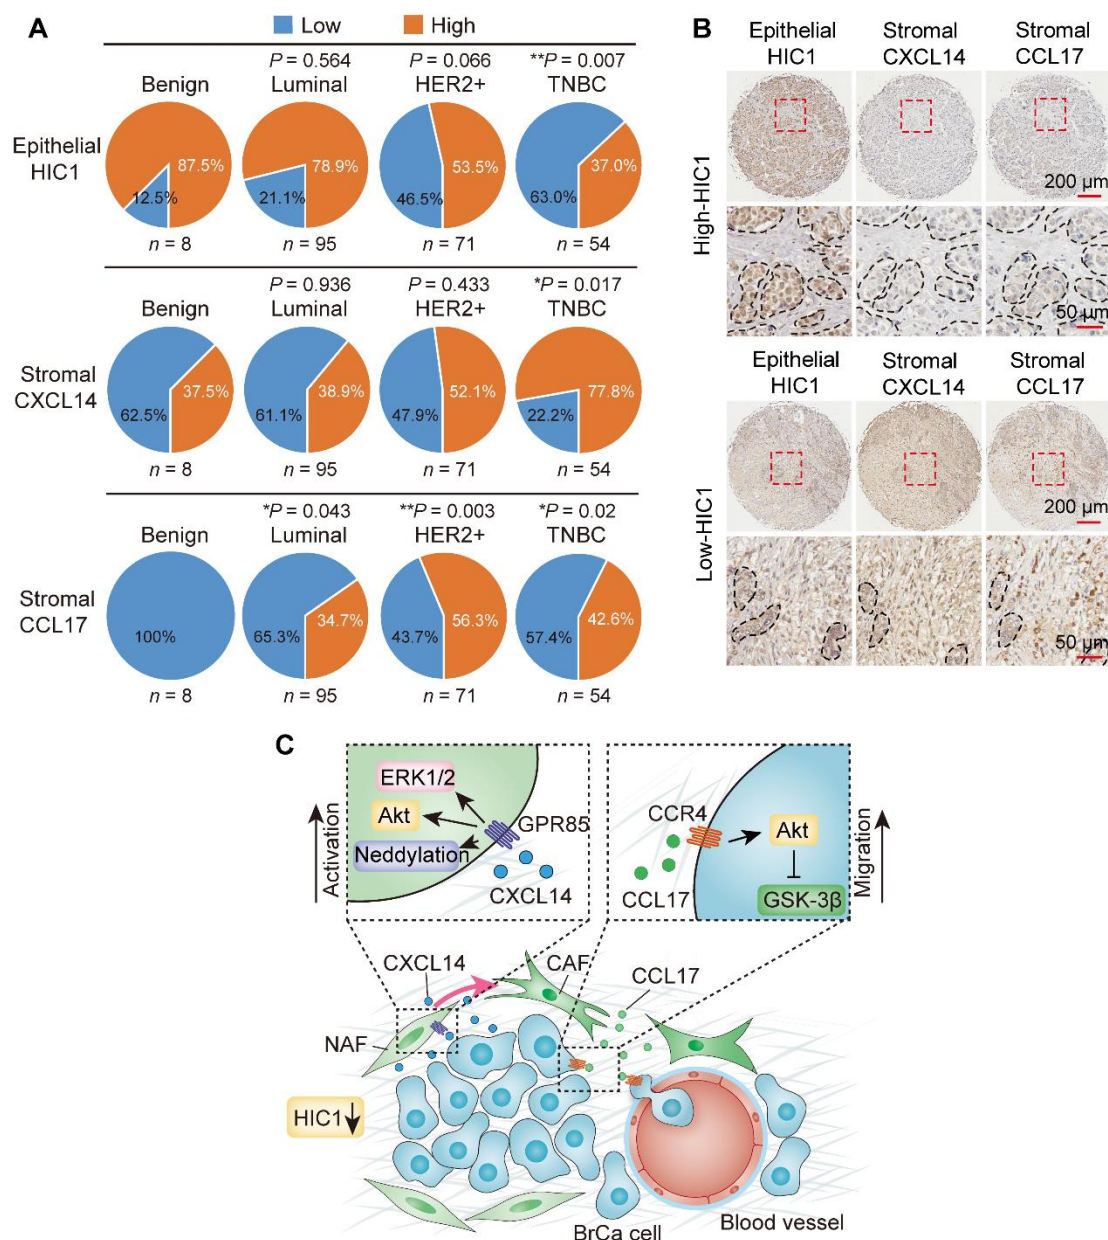 A
Low
High
P = 0.564
P = 0.066
**P = 0.007
Benign
Luminal
HER2+
TNBC
Epithelial
HIC1
87.5%
12.5%
78.9%
21.1%
53.5%
46.5%
37.0%
63.0%
n = 8
n = 95
n = 71
n = 54
P = 0.936
P = 0.433
*P = 0.017
Benign
Luminal
HER2+
TNBC
Stromal
CXCL14
37.5%
62.5%
38.9%
61.1%
52.1%
47.9%
77.8%
22.2%
n = 8
n = 95
n = 71
n = 54
*P = 0.043
**P = 0.003
*P = 0.02
Benign
Luminal
HER2+
TNBC
Stromal
CCL17
100%
34.7%
65.3%
56.3%
43.7%
42.6%
57.4%
n = 8
n = 95
n = 71
n = 54
B
Epithelial
HIC1
Stromal
CXCL14
Stromal
CCL17
High-HIC1
200 µm
50 µm
Epithelial
HIC1
Stromal
CXCL14
Stromal
CCL17
Low-HIC1
200 µm
50 µm
C
Activation
ERK1/2
Akt
Neddylation
GPR85
CXCL14
CCR4
CCL17
Akt
GSK-3β
Migration
CXCL14
CAF
CCL17
NAF
HIC1
BrCa cell
Blood vessel